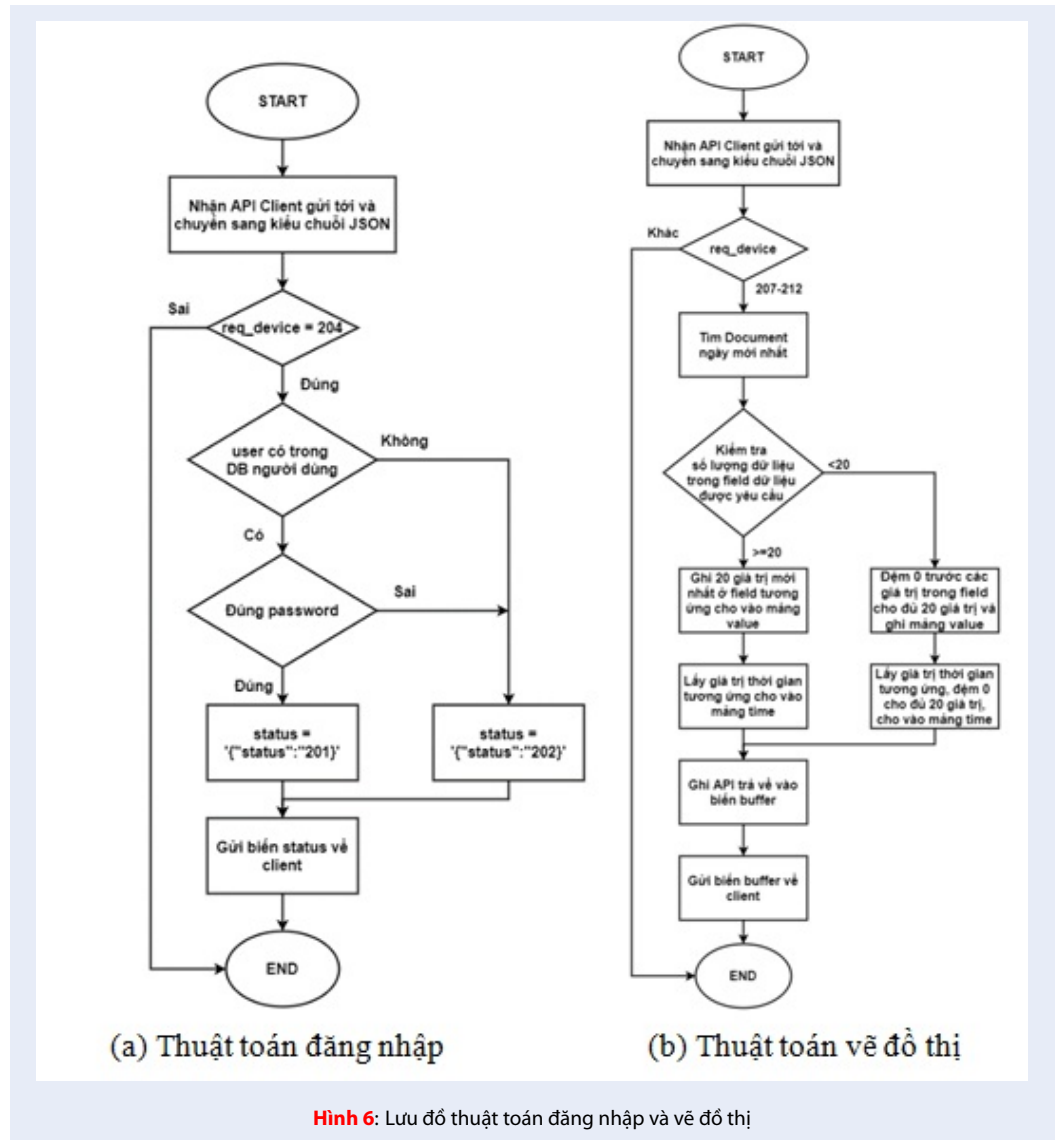 START
Nhận API Client gửi tới và
chuyển sang kiểu chuỗi JSON
Sai
req_device = 204
Đúng
user có trong
DB người dùng
Không
Có
Đúng password
Sai
Đúng
status =
'{"status":"201}'
status =
'{"status":"202}'
Gửi biến status về
client
END
(a) Thuật toán đăng nhập
START
Nhận API Client gửi tới và
chuyển sang kiểu chuỗi JSON
Khác
req_device
207-212
Tìm Document
ngày mới nhất
Kiểm tra
số lượng dữ liệu
trong field dữ liệu
được yêu cầu
<20
>=20
Ghi 20 giá trị mới
nhất ở field tương
ứng cho vào mảng
value
Đệm 0 trước các
giá trị trong field
cho đủ 20 giá trị và
ghi mảng value
Lấy giá trị thời gian
tương ứng cho vào
mảng time
Lấy giá trị thời gian
tương ứng, đệm 0
cho đủ 20 giá trị,
cho vào mảng time
Ghi API trả về vào
biến buffer
Gửi biến buffer về
client
END
(b) Thuật toán vẽ đồ thị
Hình 6: Lưu đồ thuật toán đăng nhập và vẽ đồ thị